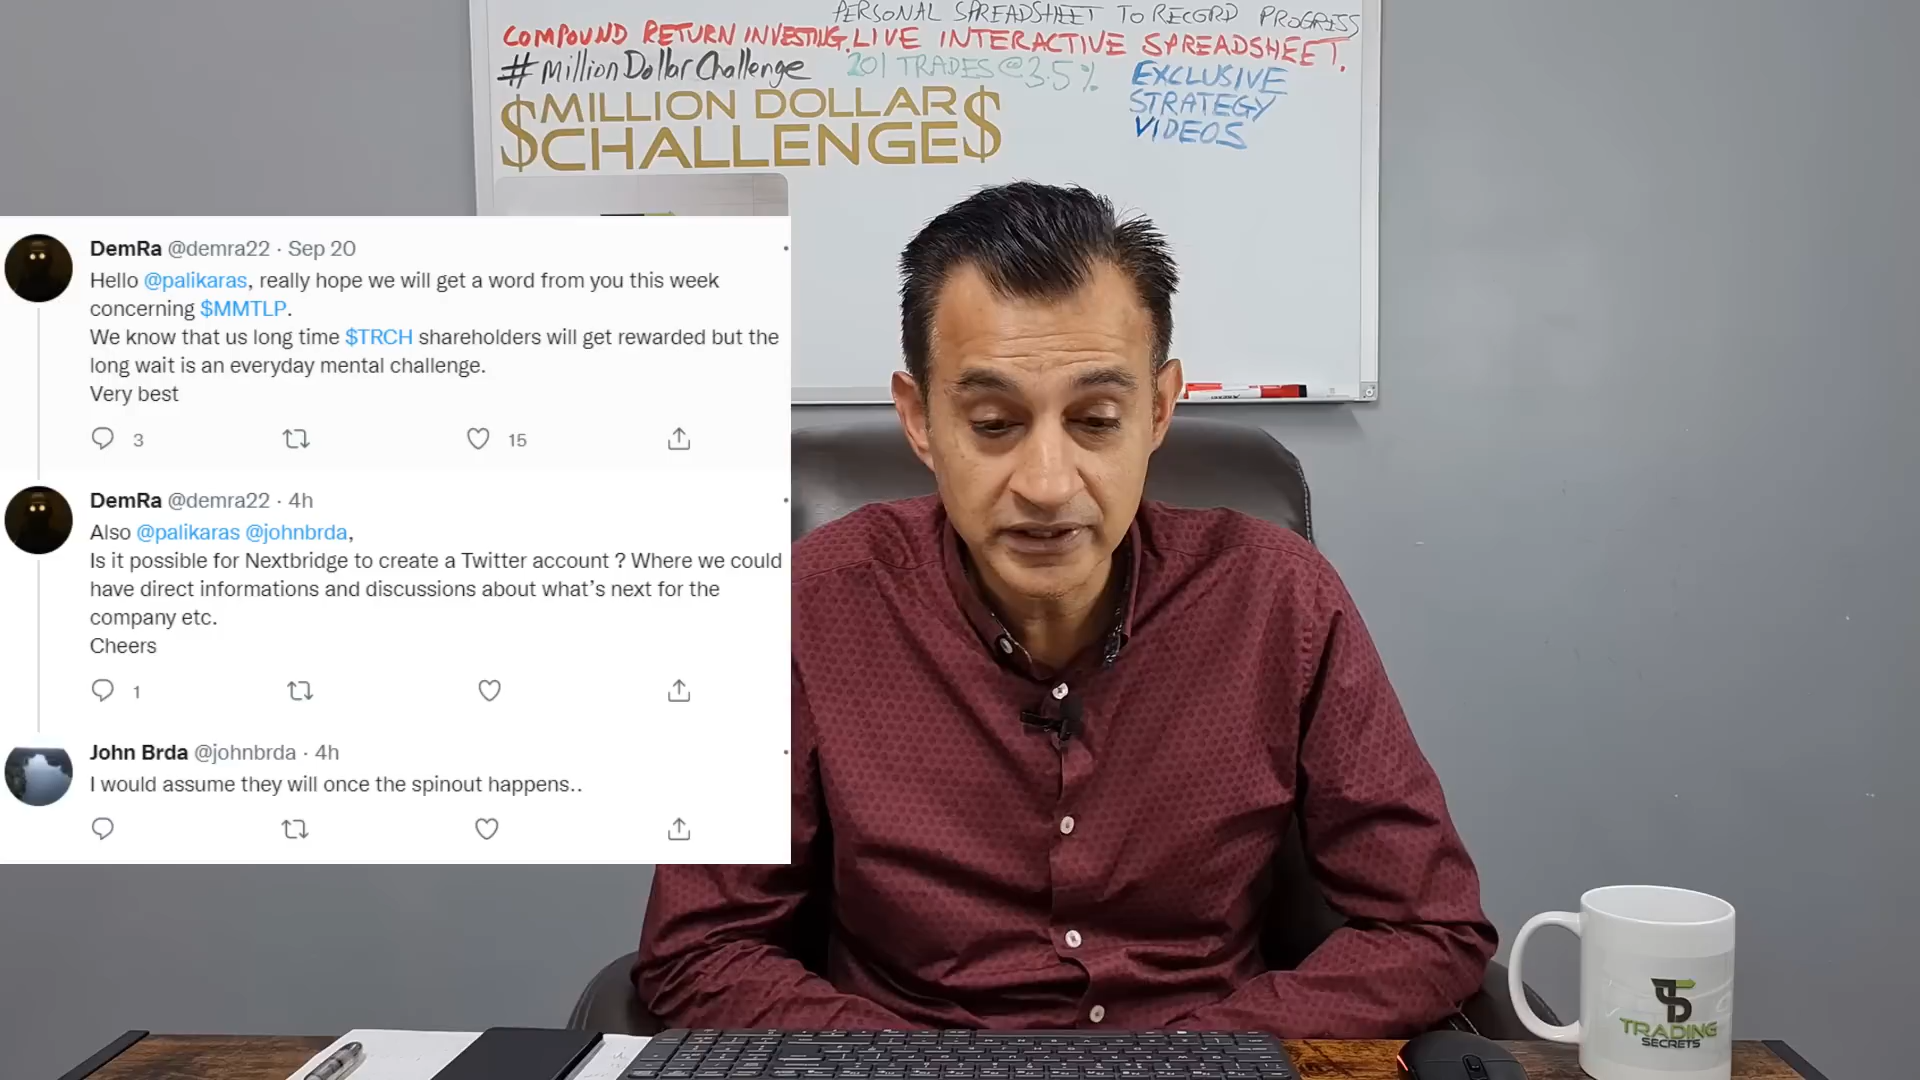 PERSONAL SPREADSHEET TO RECORD PROGRESS
COMPOUND RETURN INVESTING. LIVE INTERACTIVE SPREADSHEET.
#MillionDollarChallenge
201 TRADES @ 3.5%
EXCLUSIVE
STRATEGY
VIDEOS
$MILLION DOLLAR$
CHALLENGE
DemRa @demra22 · Sep 20
Hello @palikaras, really hope we will get a word from you this week
concerning $MMTLP.
We know that us long time $TRCH shareholders will get rewarded but the
long wait is an everyday mental challenge.
Very best
3
15
DemRa @demra22 · 4h
Also @palikaras @johnbrda,
Is it possible for Nextbridge to create a Twitter account ? Where we could
have direct informations and discussions about what’s next for the
company etc.
Cheers
1
John Brda @johnbrda · 4h
I would assume they will once the spinout happens..
TRADING
SECRETS